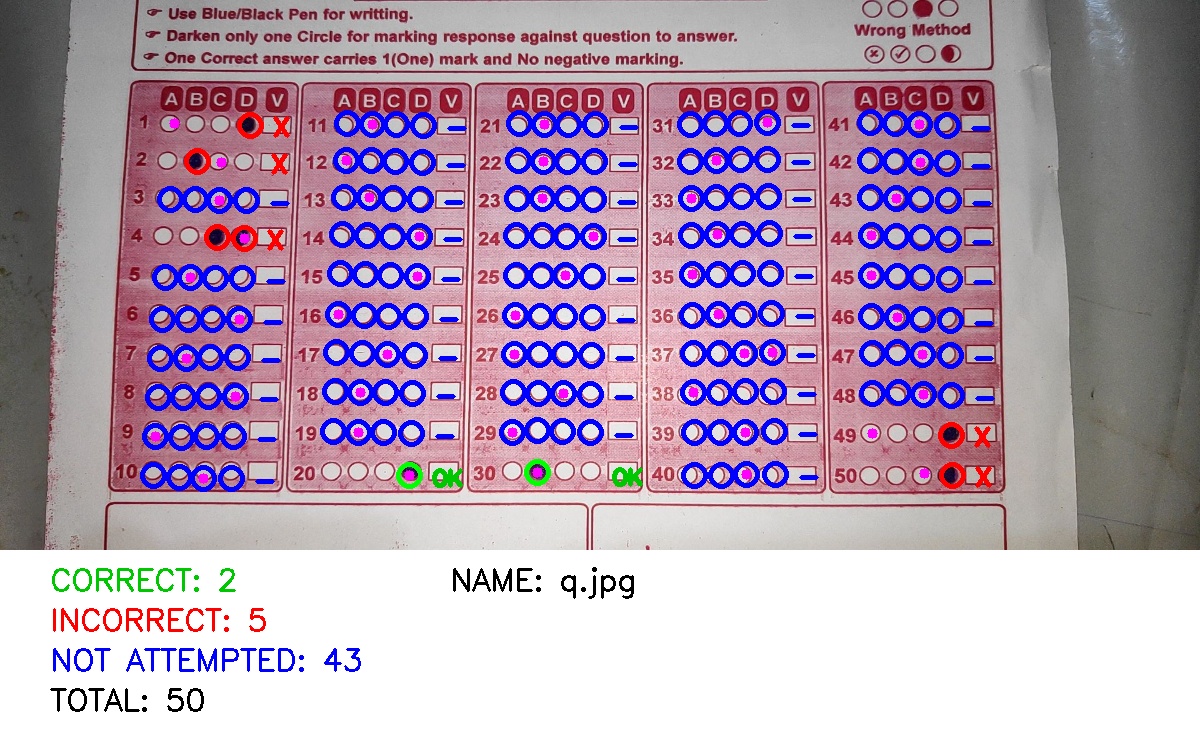 ☞ Use Blue/Black Pen for writting.
☞ Darken only one Circle for marking response against question to answer.
Wrong Method
☞ One Correct answer carries 1(One) mark and No negative marking.
A B C D V A B C D V A B C D V A B C D V A B C D V
1 X 11 21 31 41
2 X 12 22 32 42
3 13 23 33 43
4 X 14 24 34 44
5 15 25 35 45
6 16 26 36 46
7 17 27 37 47
8 18 28 38 48
9 19 29 39 49 X
10 20 OK 30 OK 40 50 X
CORRECT: 2 NAME: q.jpg
INCORRECT: 5
NOT ATTEMPTED: 43
TOTAL: 50